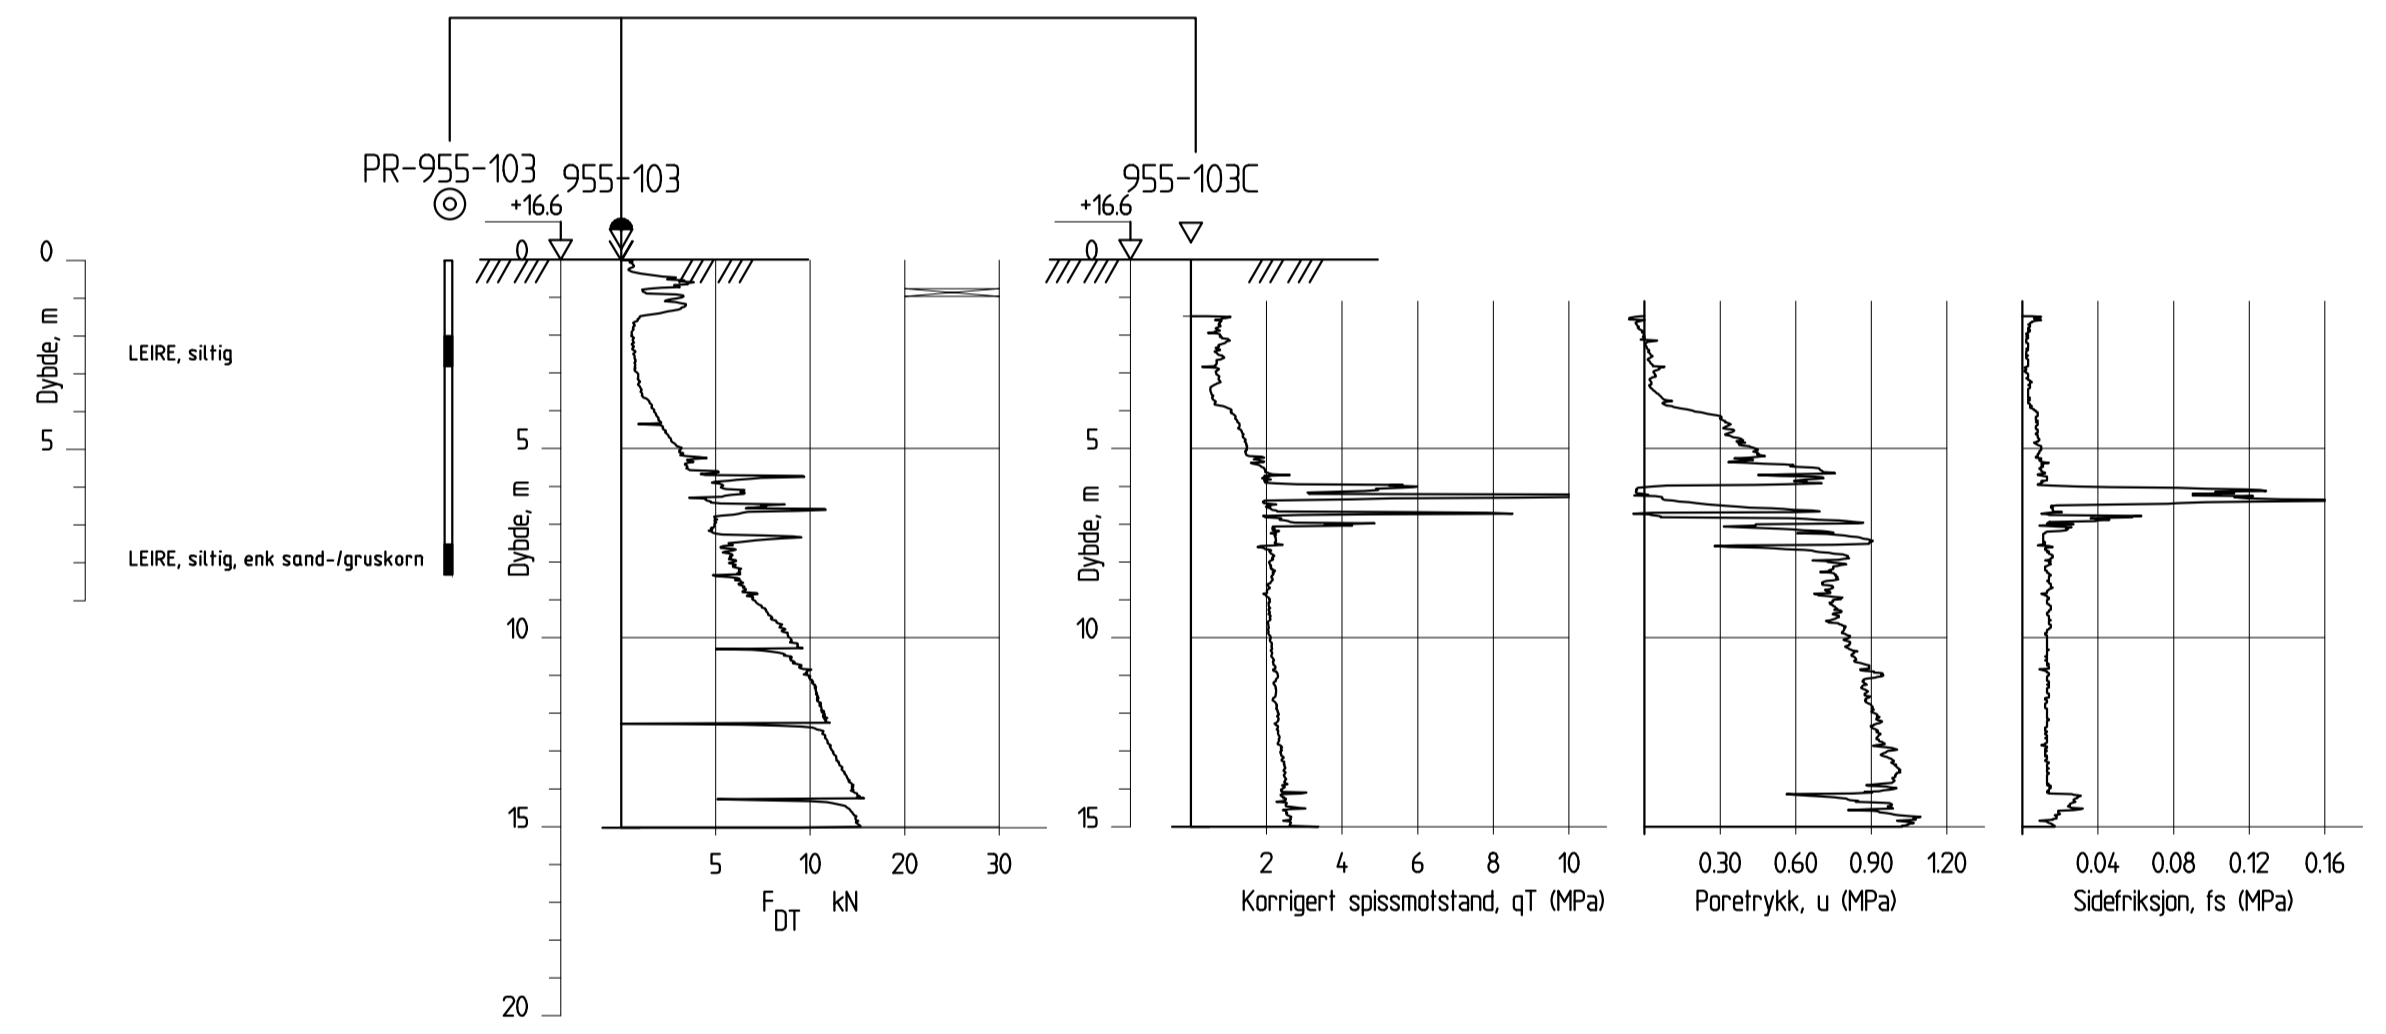 PR-955-103
955-103
955-103C
+16.6
+16.6
0
0
0
Dybde, m
LEIRE, siltig
5
5
5
Dybde, m
Dybde, m
LEIRE, siltig, enk sand-/gruskorn
10
10
15
15
5 10 20 30
2 4 6 8 10
0.30 0.60 0.90 1.20
0.04 0.08 0.12 0.16
FDT kN
Korrigert spissmotstand, qT (MPa)
Poretrykk, u (MPa)
Sidefriksjon, fs (MPa)
20